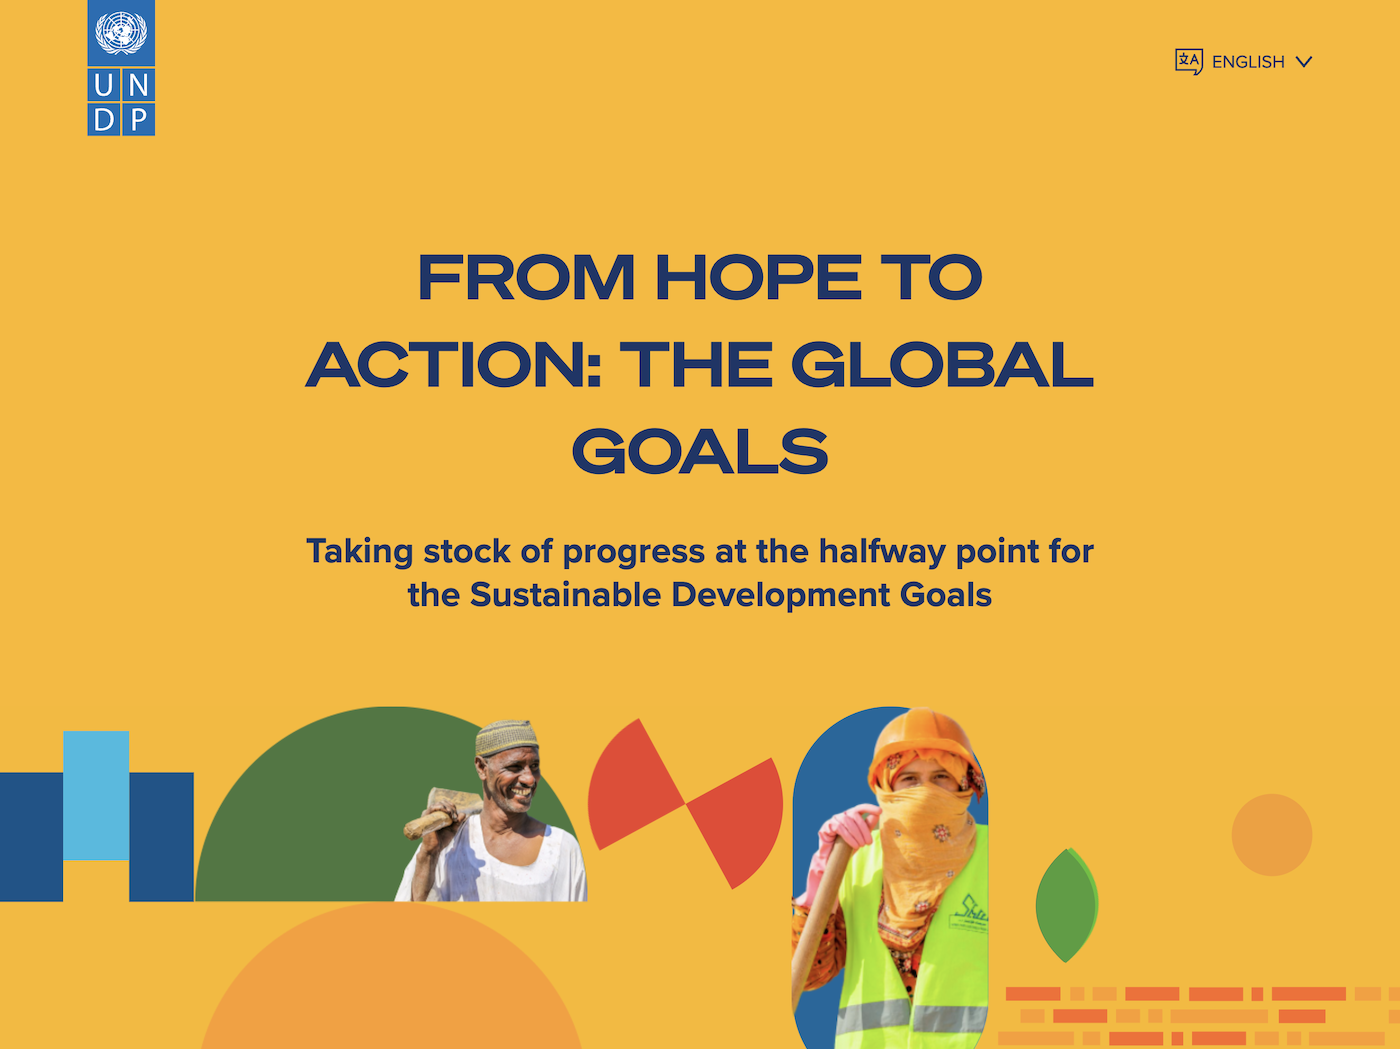 U N
D P
ENGLISH
FROM HOPE TO
ACTION: THE GLOBAL
GOALS
Taking stock of progress at the halfway point for
the Sustainable Development Goals